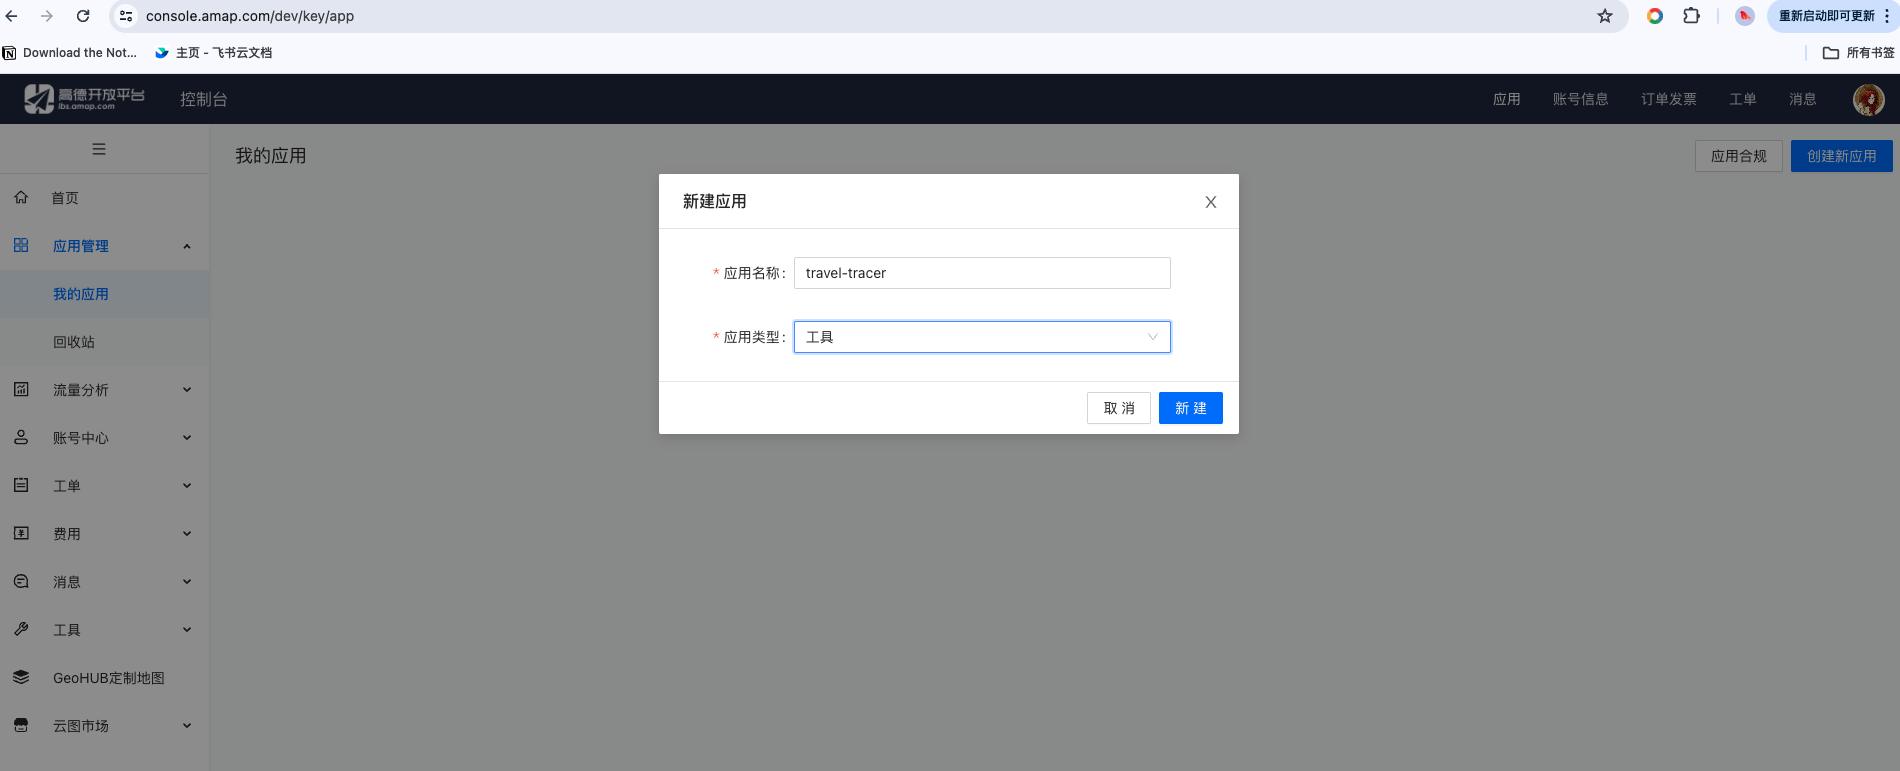 console.amap.com/dev/key/app
重新启动即可更新
Download the Not...
主页 - 飞书云文档
所有书签
高德开放平台
lbs.amap.com
控制台
应用
账号信息
订单发票
工单
消息
我的应用
应用合规
创建新应用
首页
应用管理
我的应用
回收站
流量分析
账号中心
工单
费用
消息
工具
GeoHUB定制地图
云图市场
新建应用
* 应用名称: travel-tracer
* 应用类型: 工具
取 消
新 建